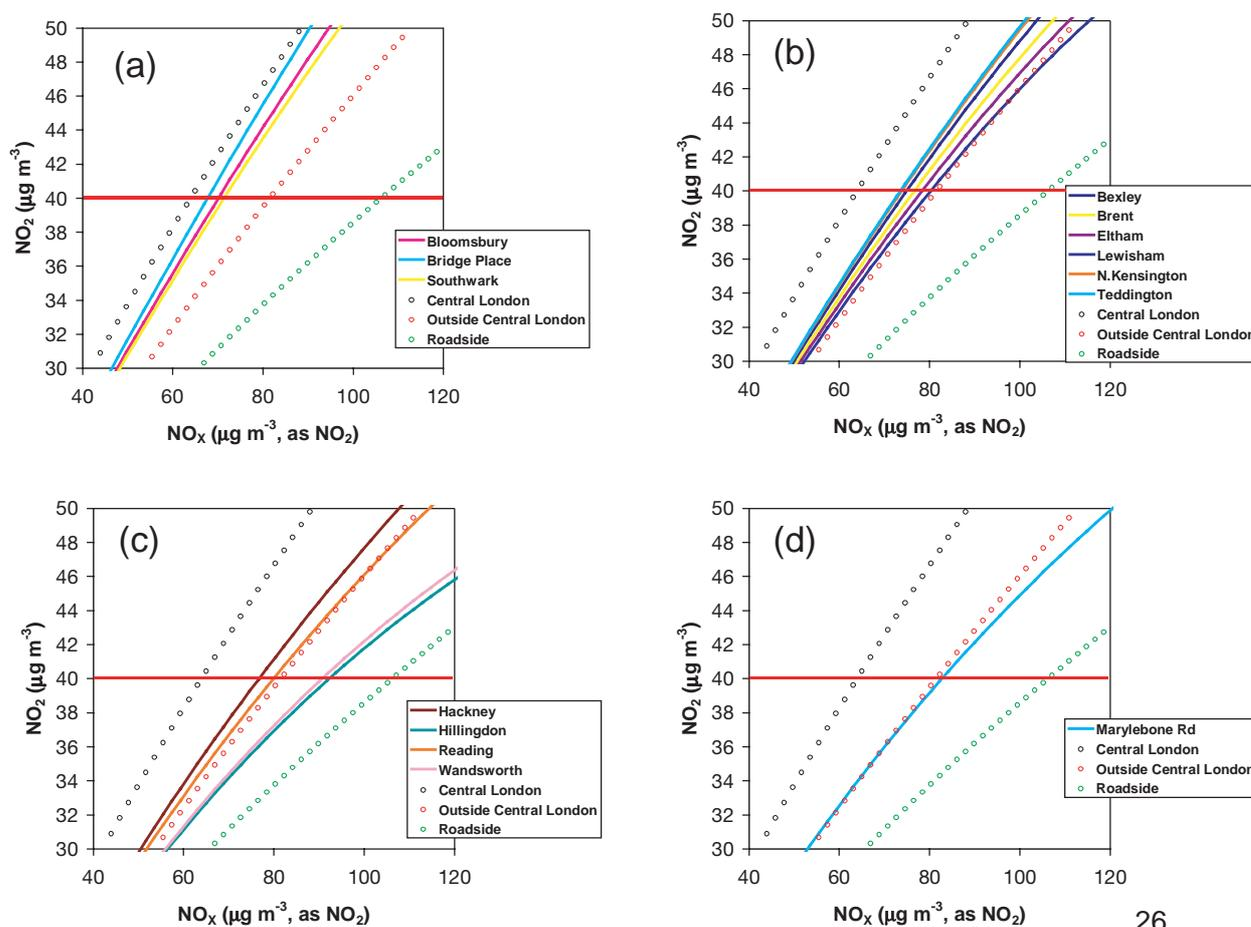 (a)
50
48
46
44
42
40
38
36
34
32
30
NO2 (µg m-3)
40 60 80 100 120
NOX (µg m-3, as NO2)
Bloomsbury
Bridge Place
Southwark
Central London
Outside Central London
Roadside
(b)
50
48
46
44
42
40
38
36
34
32
30
NO2 (µg m-3)
40 60 80 100 120
NOX (µg m-3, as NO2)
Bexley
Brent
Eltham
Lewisham
N.Kensington
Teddington
Central London
Outside Central London
Roadside
(c)
50
48
46
44
42
40
38
36
34
32
30
NO2 (µg m-3)
40 60 80 100 120
NOX (µg m-3, as NO2)
Hackney
Hillingdon
Reading
Wandsworth
Central London
Outside Central London
Roadside
(d)
50
48
46
44
42
40
38
36
34
32
30
NO2 (µg m-3)
40 60 80 100 120
NOX (µg m-3, as NO2)
Marylebone Rd
Central London
Outside Central London
Roadside
26